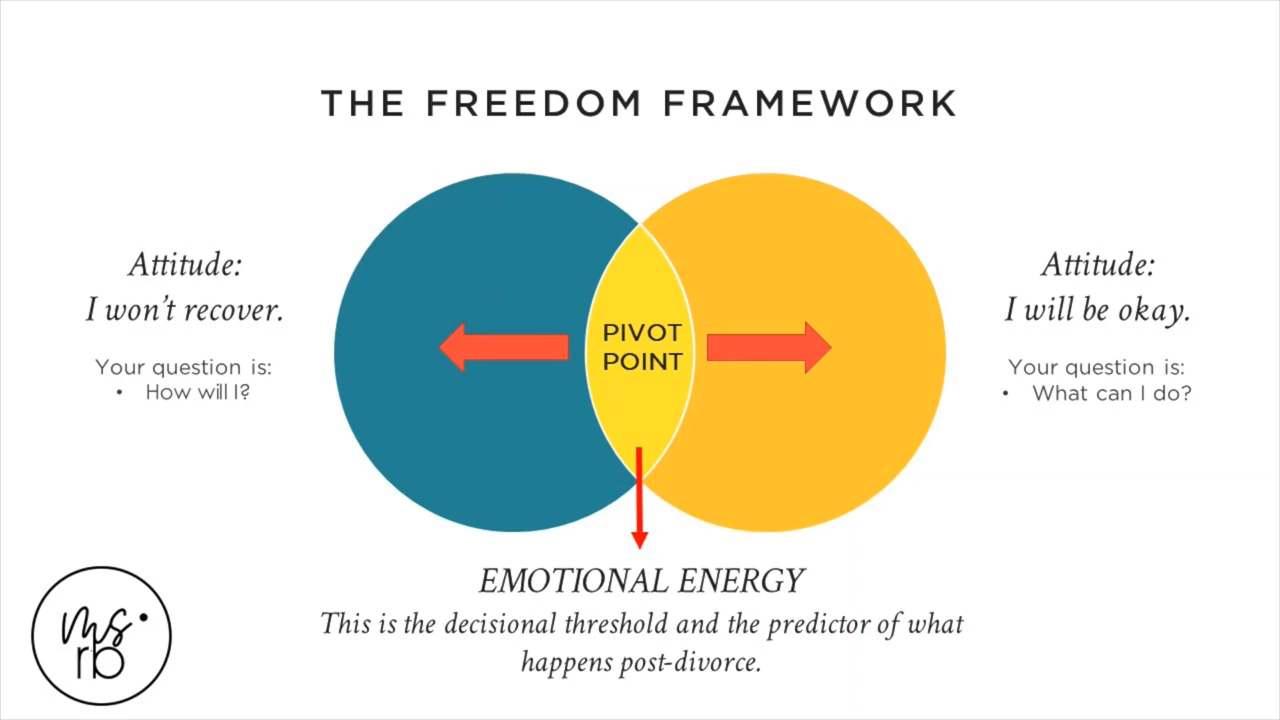 THE FREEDOM FRAMEWORK
Attitude:
I won't recover.
Your question is:
• How will I?
PIVOT
POINT
Attitude:
I will be okay.
Your question is:
• What can I do?
EMOTIONAL ENERGY
This is the decisional threshold and the predictor of what
happens post-divorce.
ms.
rb